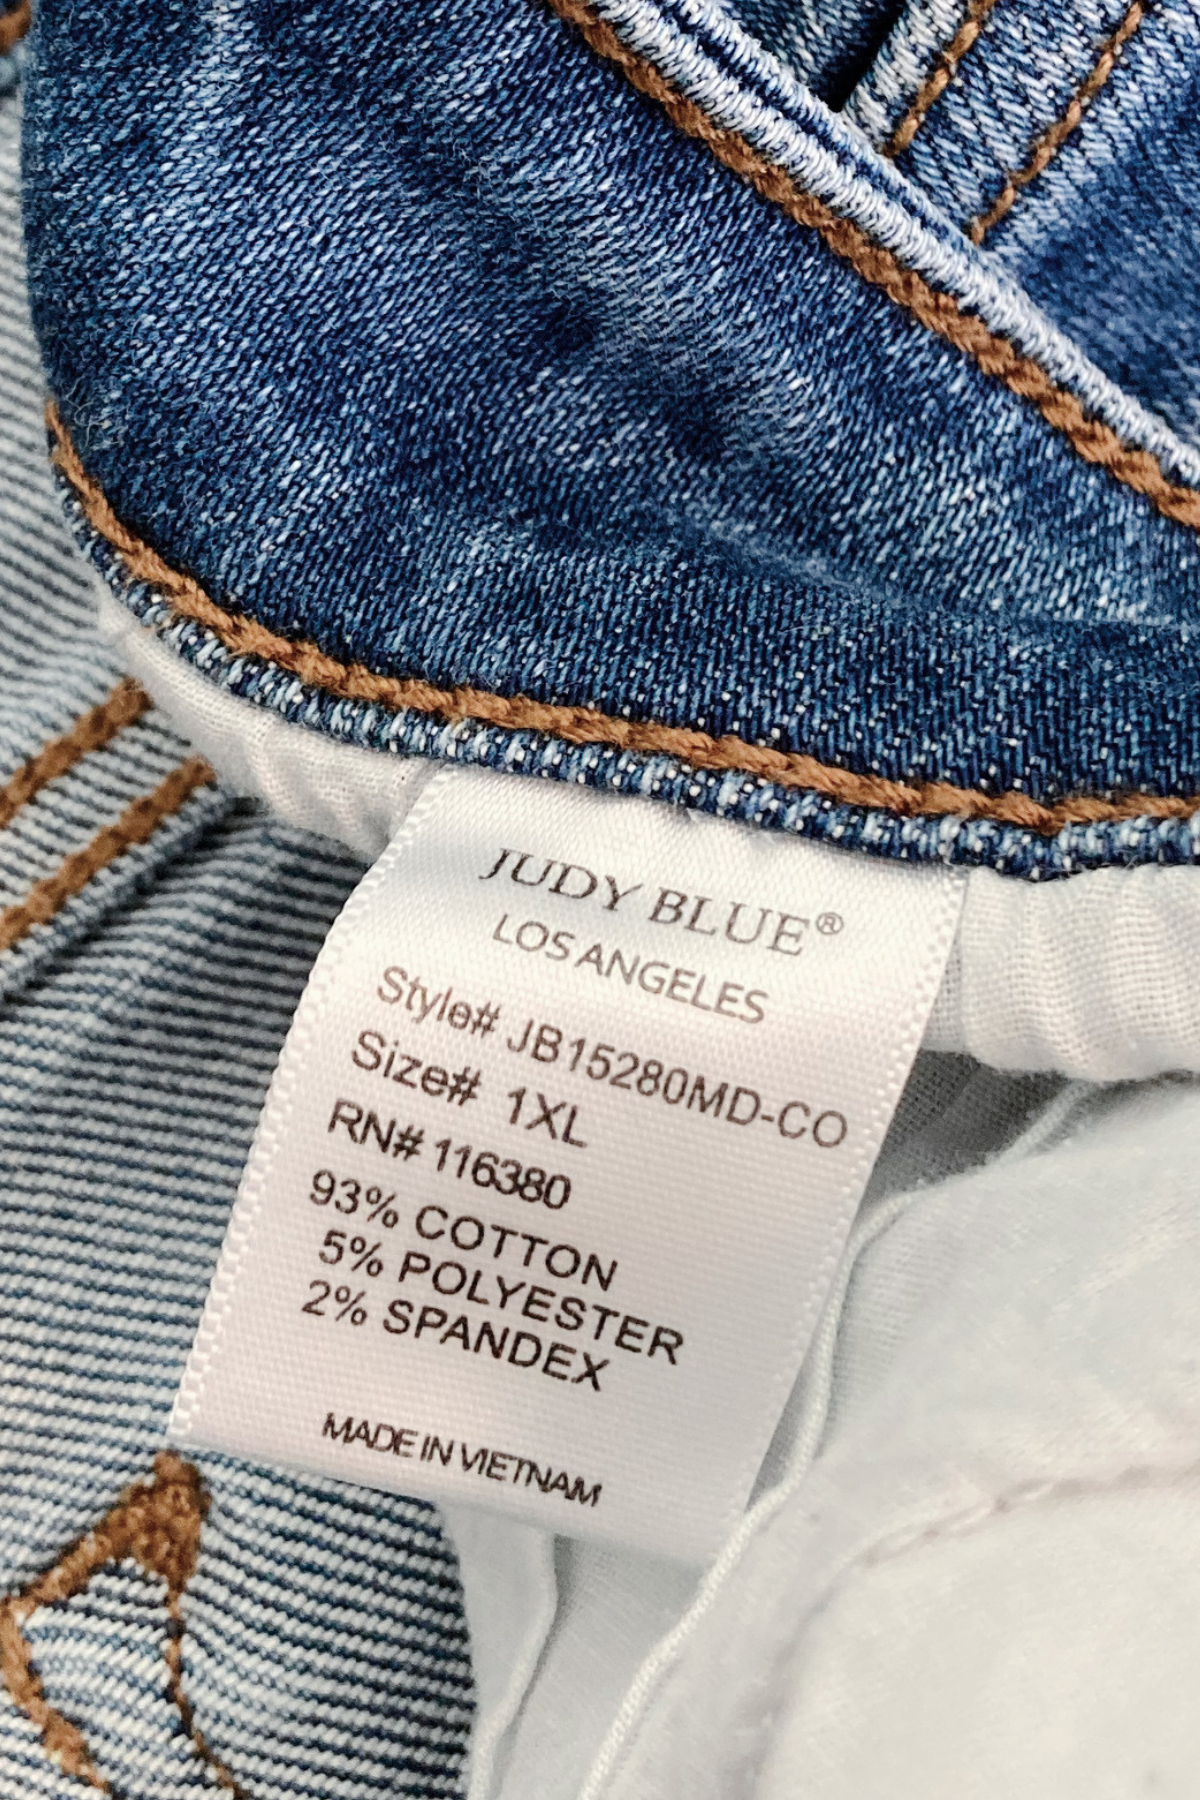 JUDY BLUE®
LOS ANGELES
Style# JB15280MD-CO
Size# 1XL
RN# 116380
93% COTTON
5% POLYESTER
2% SPANDEX
MADE IN VIETNAM